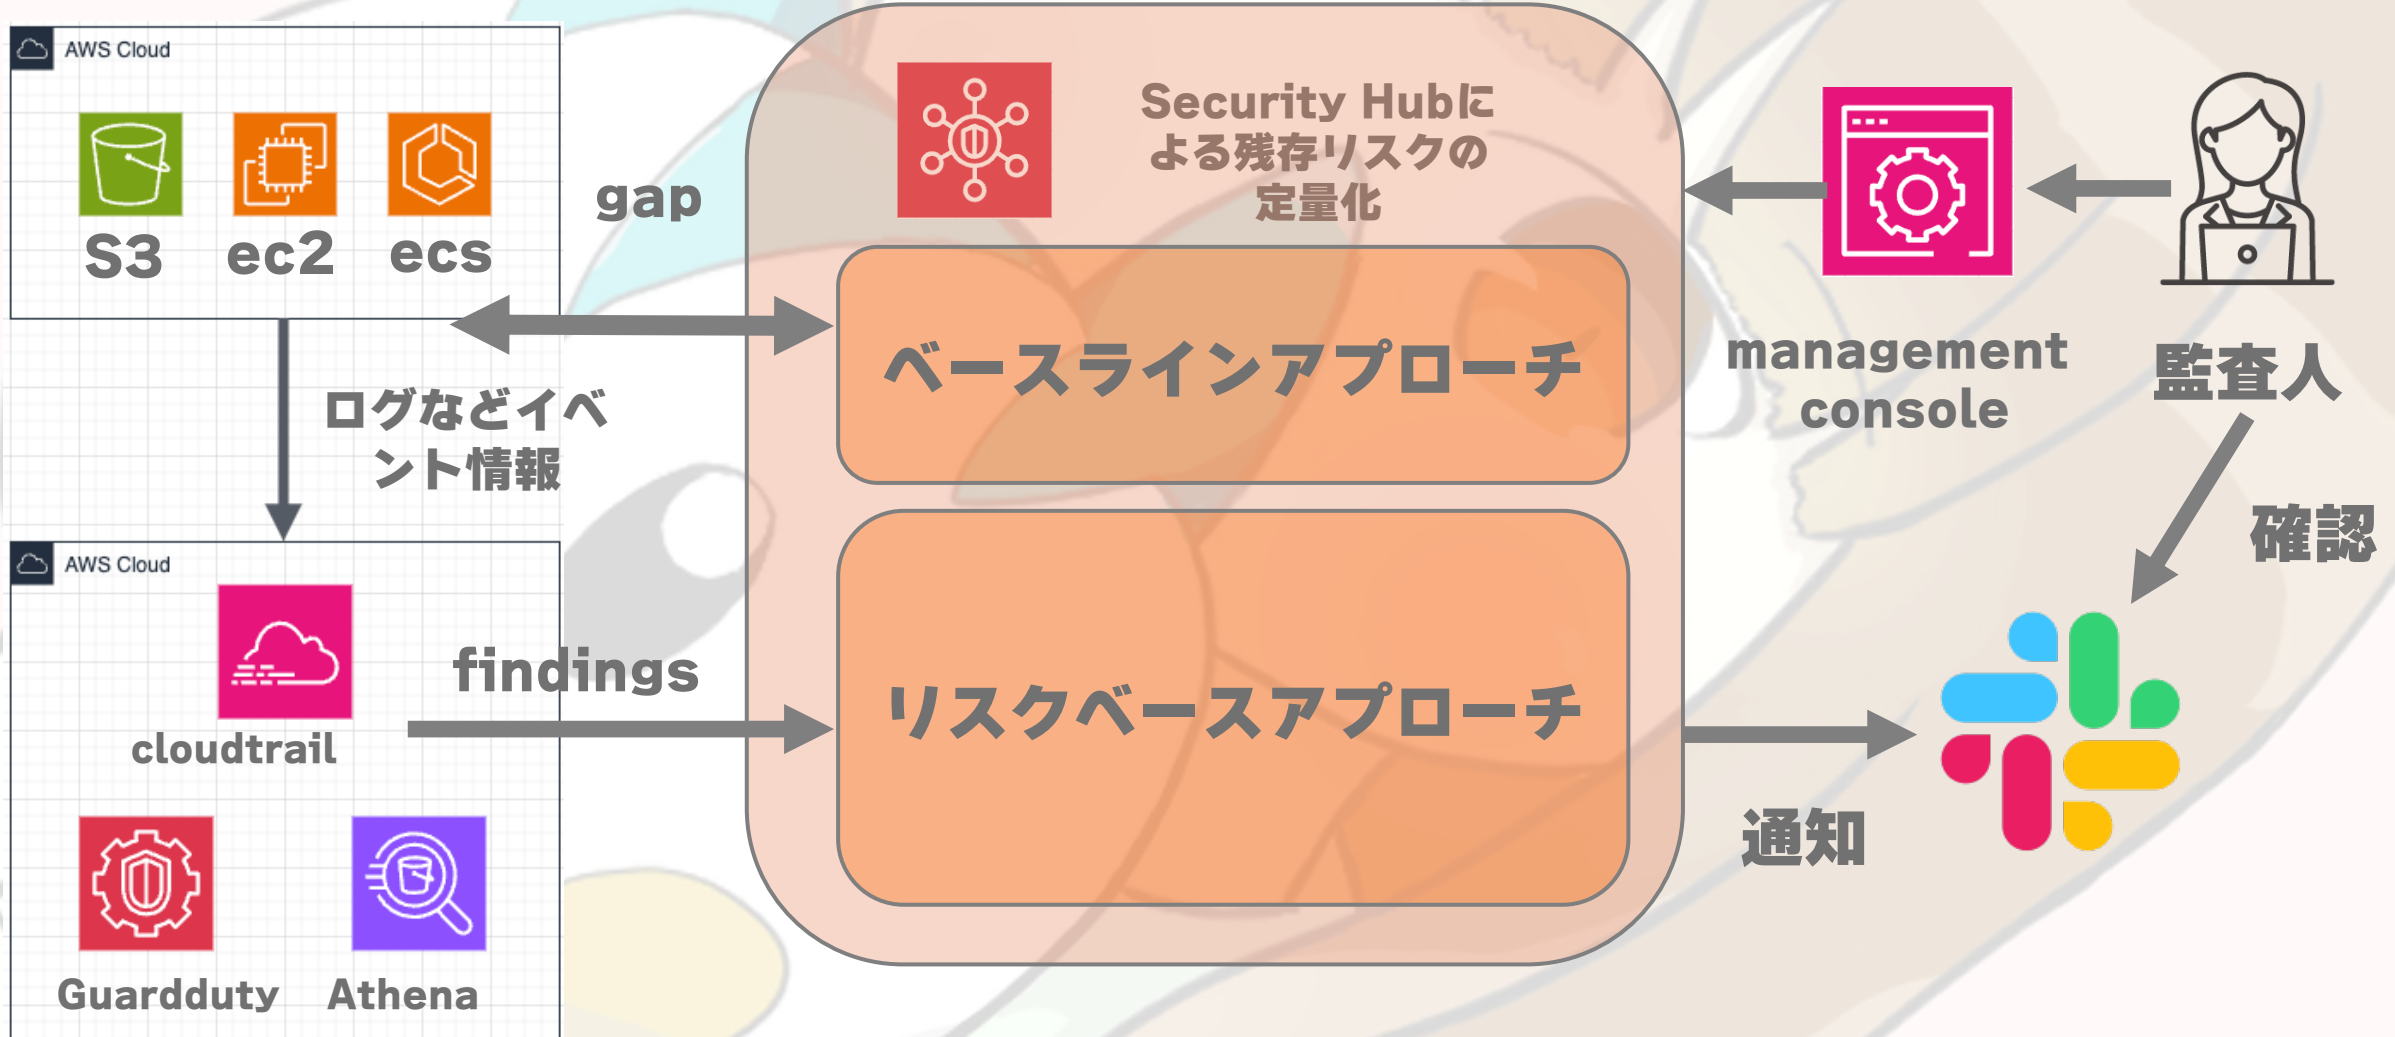 AWS Cloud
S3
ec2
ecs
gap
ログなどイベ
ント情報
AWS Cloud
cloudtrail
findings
Guardduty
Athena
Security Hubに
よる残存リスクの
定量化
ベースラインアプローチ
リスクベースアプローチ
management
console
監査人
確認
通知